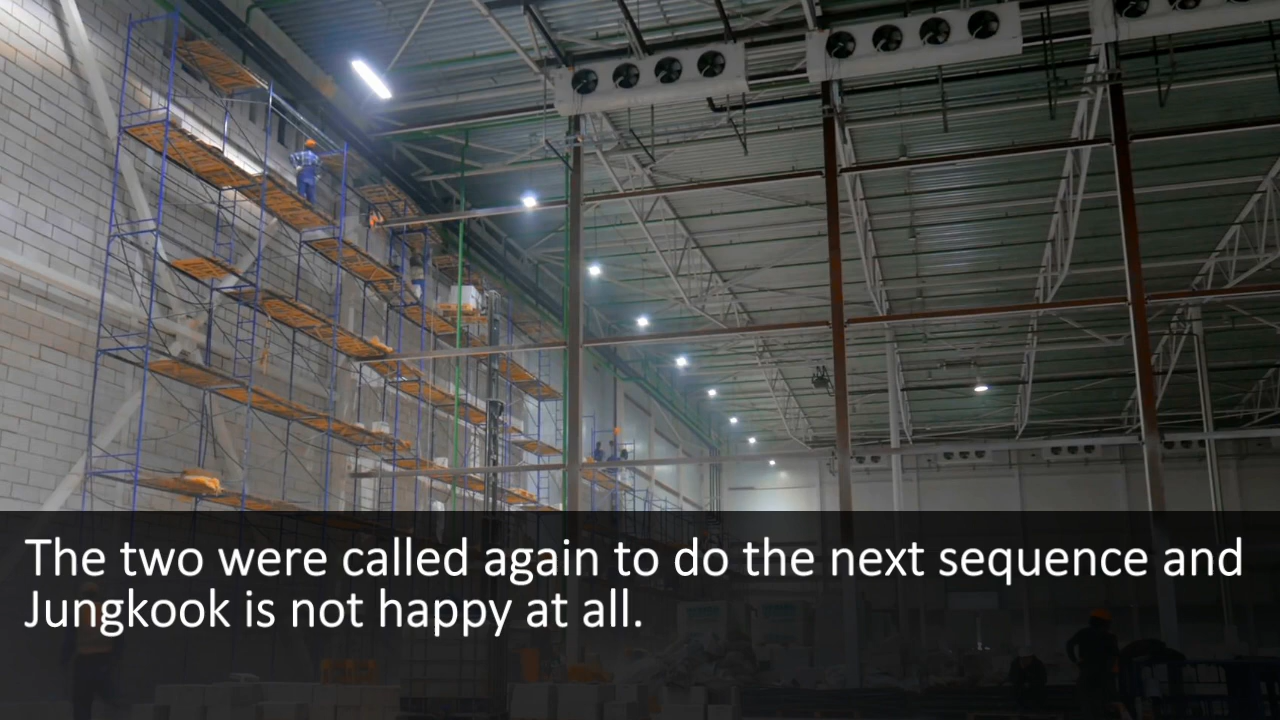 The two were called again to do the next sequence and
Jungkook is not happy at all.